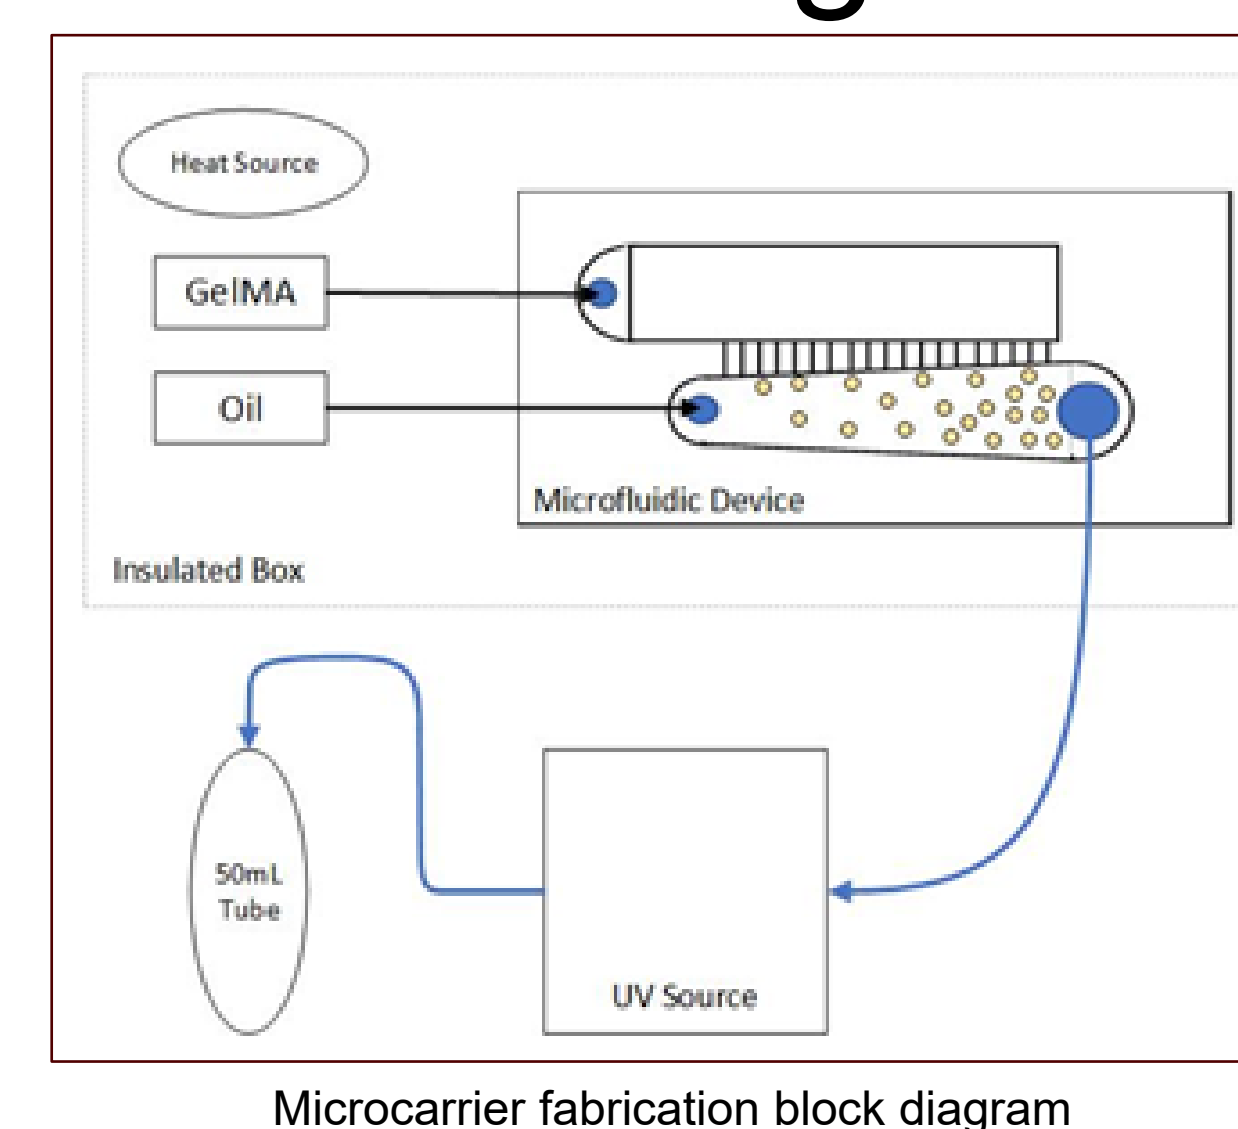 Heat Source
GelMA
Oil
Microfluidic Device
Insulated Box
50mL
Tube
UV Source
Microcarrier fabrication block diagram